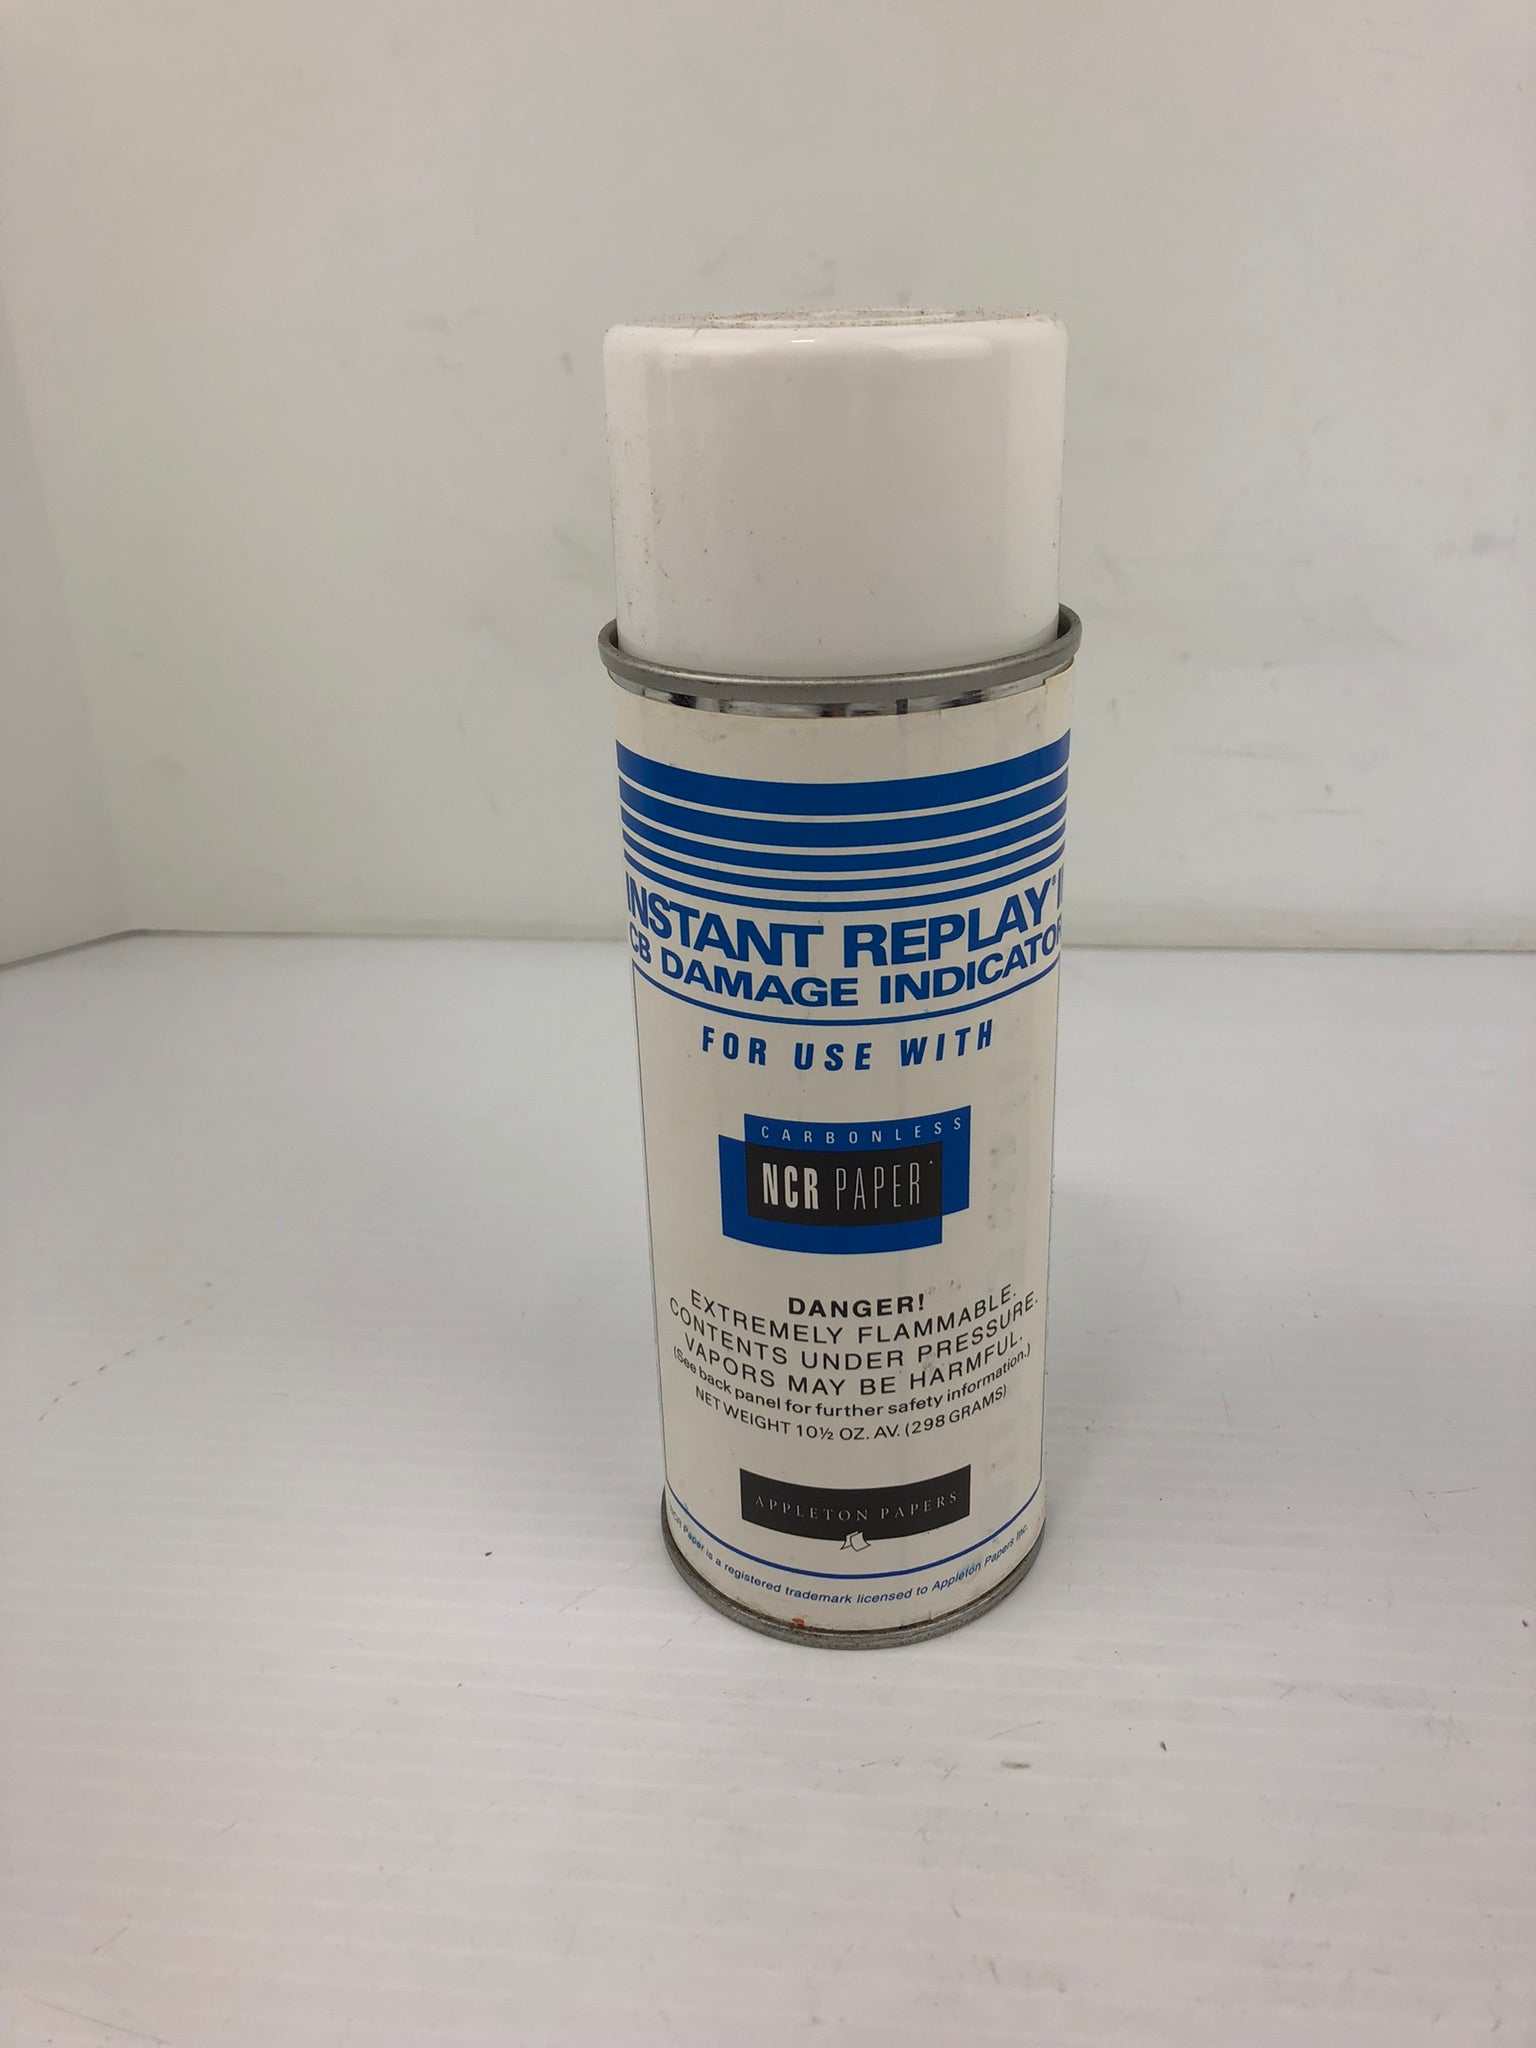 INSTANT REPLAY® II
CB DAMAGE INDICATOR
FOR USE WITH
CARBONLESS
NCR PAPER*
DANGER!
EXTREMELY FLAMMABLE.
CONTENTS UNDER PRESSURE.
VAPORS MAY BE HARMFUL.
(See back panel for further safety information.)
NET WEIGHT 10½ OZ. AV. (298 GRAMS)
APPLETON PAPERS
NCR Paper is a registered trademark licensed to Appleton Papers Inc.